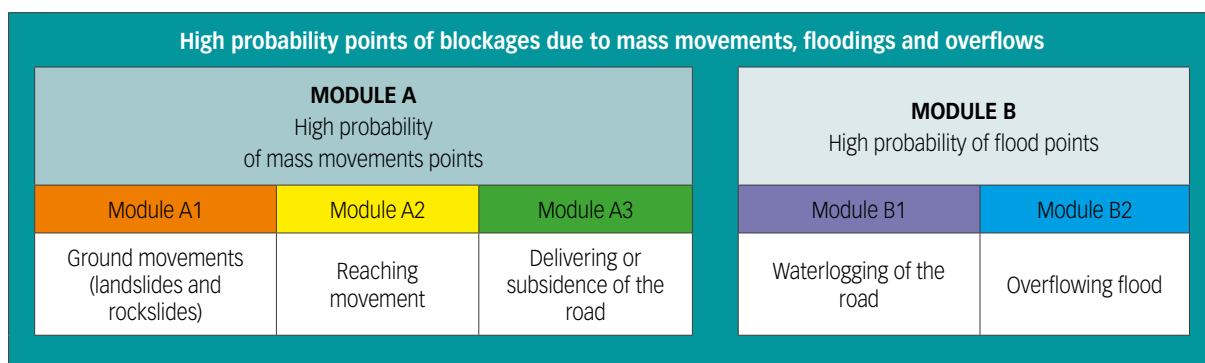 High probability points of blockages due to mass movements, floodings and overflows
MODULE A
High probability
of mass movements points
MODULE B
High probability of flood points
Module A1
Module A2
Module A3
Module B1
Module B2
Ground movements
(landslides and
rockslides)
Reaching
movement
Delivering or
subsidence of the
road
Waterlogging of the
road
Overflowing flood